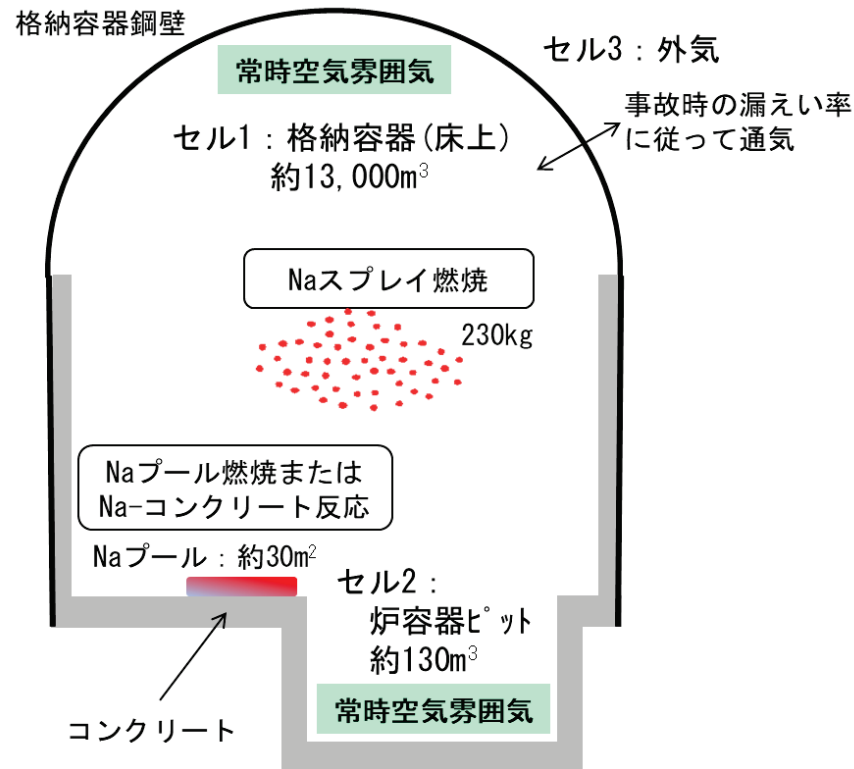 格納容器鋼壁
常時空気雰囲気
セル3：外気
セル1：格納容器(床上)
約13,000m³
事故時の漏えい率
に従って通気
Naスプレイ燃焼
230kg
Naプール燃焼または
Na-コンクリート反応
Naプール：約30m²
セル2：
炉容器ﾋﾟｯﾄ
約130m³
常時空気雰囲気
コンクリート